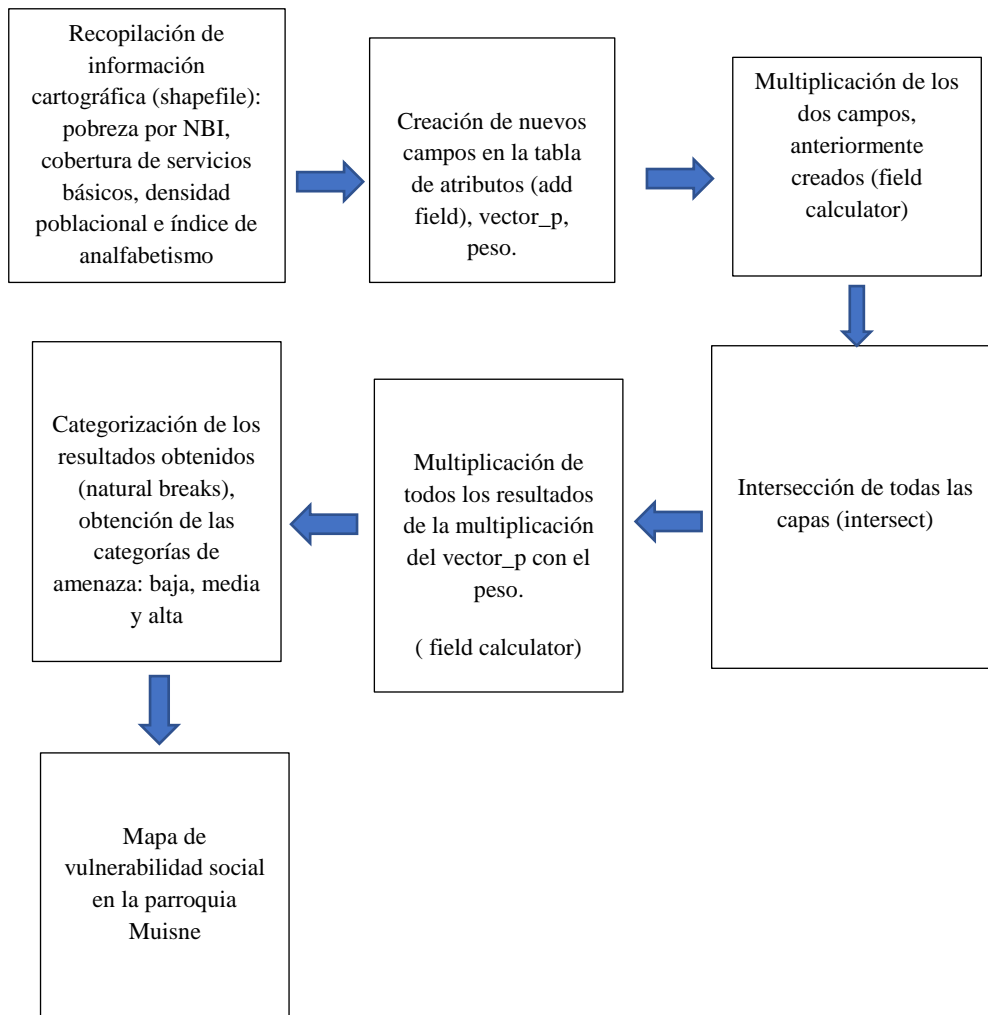 Recopilación de
información
cartográfica (shapefile):
pobreza por NBI,
cobertura de servicios
básicos, densidad
poblacional e índice de
analfabetismo
Creación de nuevos
campos en la tabla
de atributos (add
field), vector_p,
peso.
Multiplicación de los
dos campos,
anteriormente
creados (field
calculator)
Intersección de todas las
capas (intersect)
Multiplicación de
todos los resultados
de la multiplicación
del vector_p con el
peso.
( field calculator)
Categorización de los
resultados obtenidos
(natural breaks),
obtención de las
categorías de
amenaza: baja, media
y alta
Mapa de
vulnerabilidad social
en la parroquia
Muisne